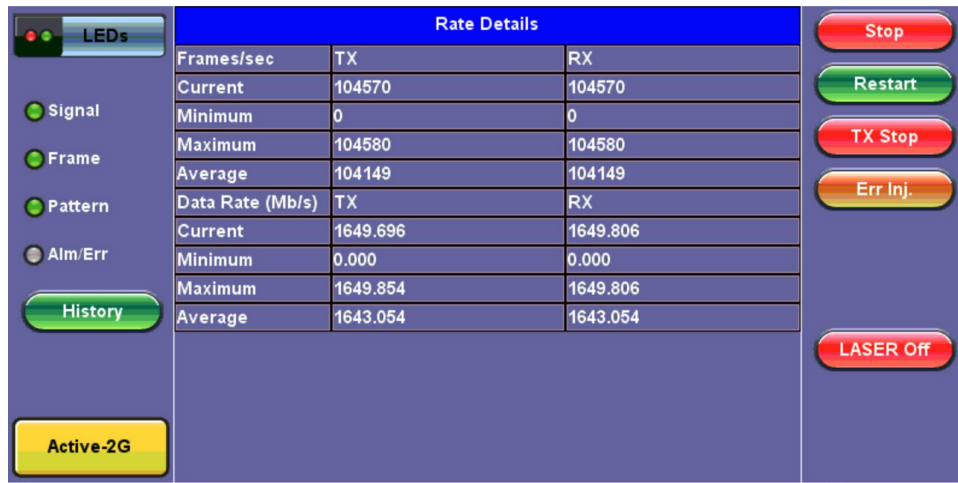 LEDs
Signal
Frame
Pattern
Alm/Err
History
Active-2G
Rate Details
Frames/sec TX RX
Current 104570 104570
Minimum 0 0
Maximum 104580 104580
Average 104149 104149
Data Rate (Mb/s) TX RX
Current 1649.696 1649.806
Minimum 0.000 0.000
Maximum 1649.854 1649.806
Average 1643.054 1643.054
Stop
Restart
TX Stop
Err Inj.
LASER Off